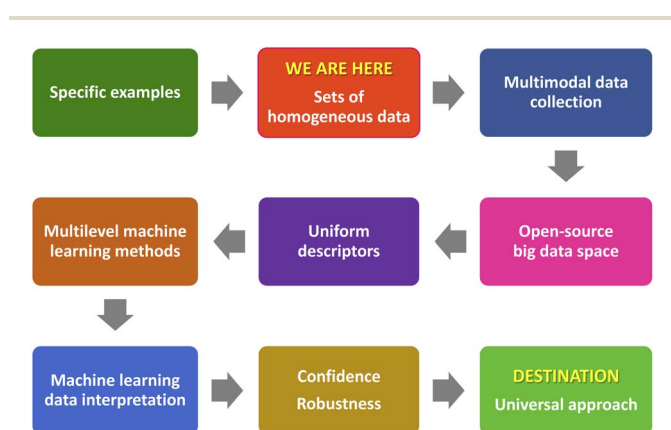 Specific examples
WE ARE HERE
Sets of
homogeneous data
Multimodal data
collection
Open-source
big data space
Uniform
descriptors
Multilevel machine
learning methods
Machine learning
data interpretation
Confidence
Robustness
DESTINATION
Universal approach